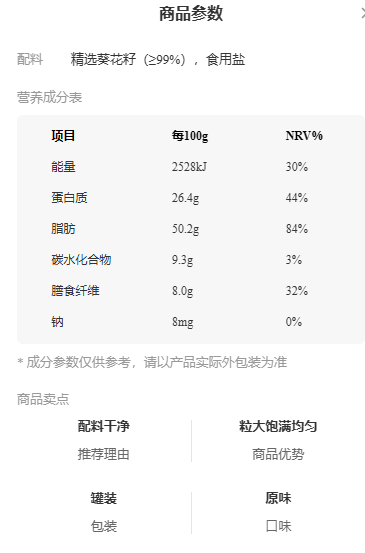 商品参数
配料 精选葵花籽（≥99%），食用盐
营养成分表
项目 每100g NRV%
能量 2528kJ 30%
蛋白质 26.4g 44%
脂肪 50.2g 84%
碳水化合物 9.3g 3%
膳食纤维 8.0g 32%
钠 8mg 0%
* 成分参数仅供参考，请以产品实际外包装为准
商品卖点
配料干净 粒大饱满均匀
推荐理由 商品优势
罐装 原味
包装 口味